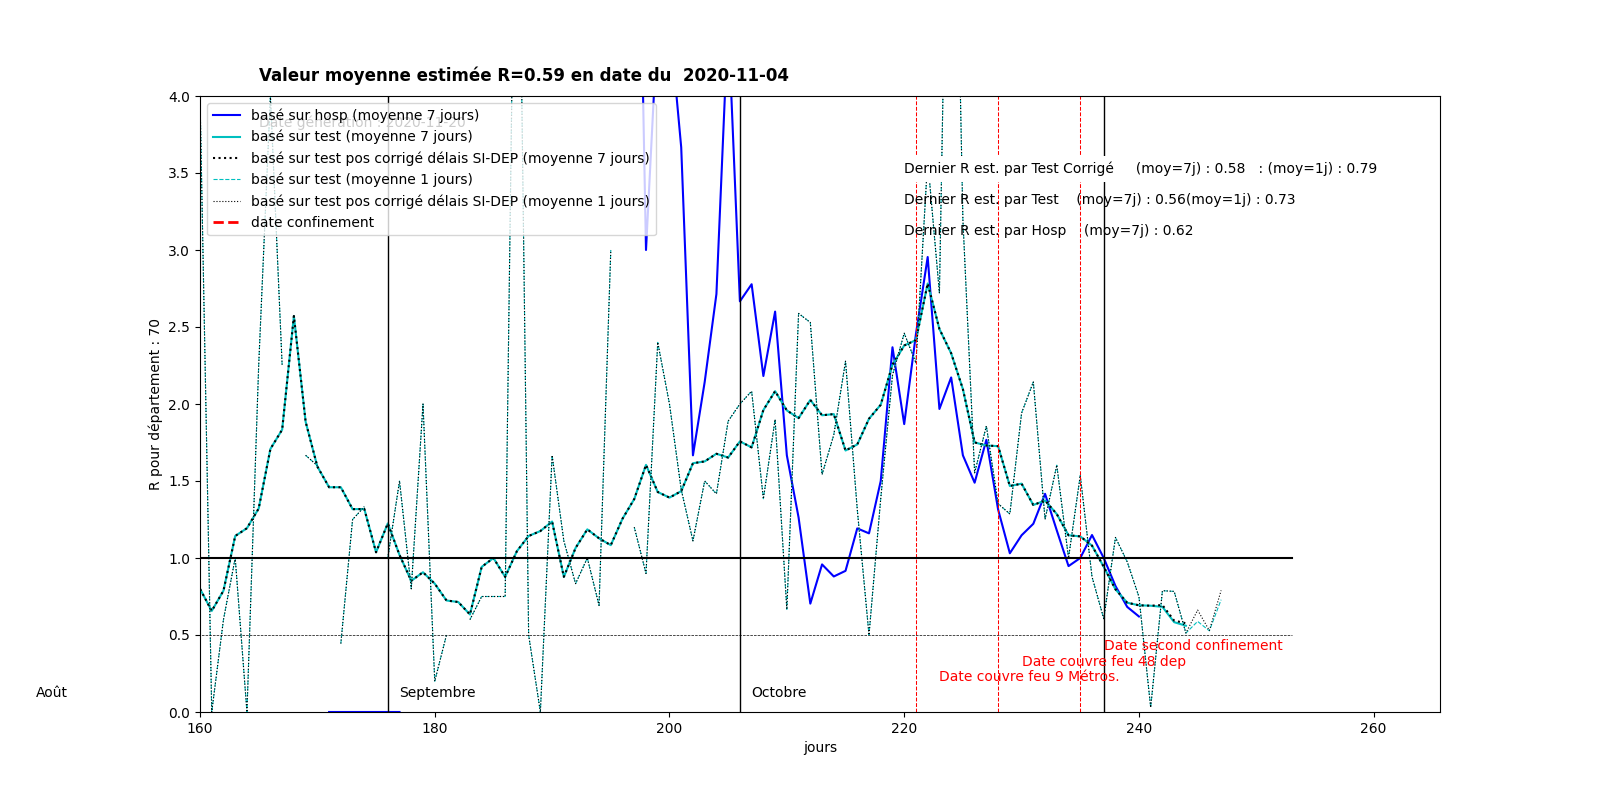 Valeur moyenne estimée R=0.59 en date du  2020-11-04
4.0
3.5
3.0
2.5
2.0
1.5
1.0
0.5
0.0
R pour département : 70
basé sur hosp (moyenne 7 jours)
Date génération : 2020-11-20
basé sur test (moyenne 7 jours)
basé sur test pos corrigé délais SI-DEP (moyenne 7 jours)
basé sur test (moyenne 1 jours)
basé sur test pos corrigé délais SI-DEP (moyenne 1 jours)
date confinement
Dernier R est. par Test Corrigé     (moy=7j) : 0.58   : (moy=1j) : 0.79
Dernier R est. par Test    (moy=7j) : 0.56(moy=1j) : 0.73
Dernier R est. par Hosp    (moy=7j) : 0.62
Date second confinement
Date couvre feu 48 dep
Date couvre feu 9 Métros.
Août
Septembre
Octobre
160
180
200
220
240
260
jours